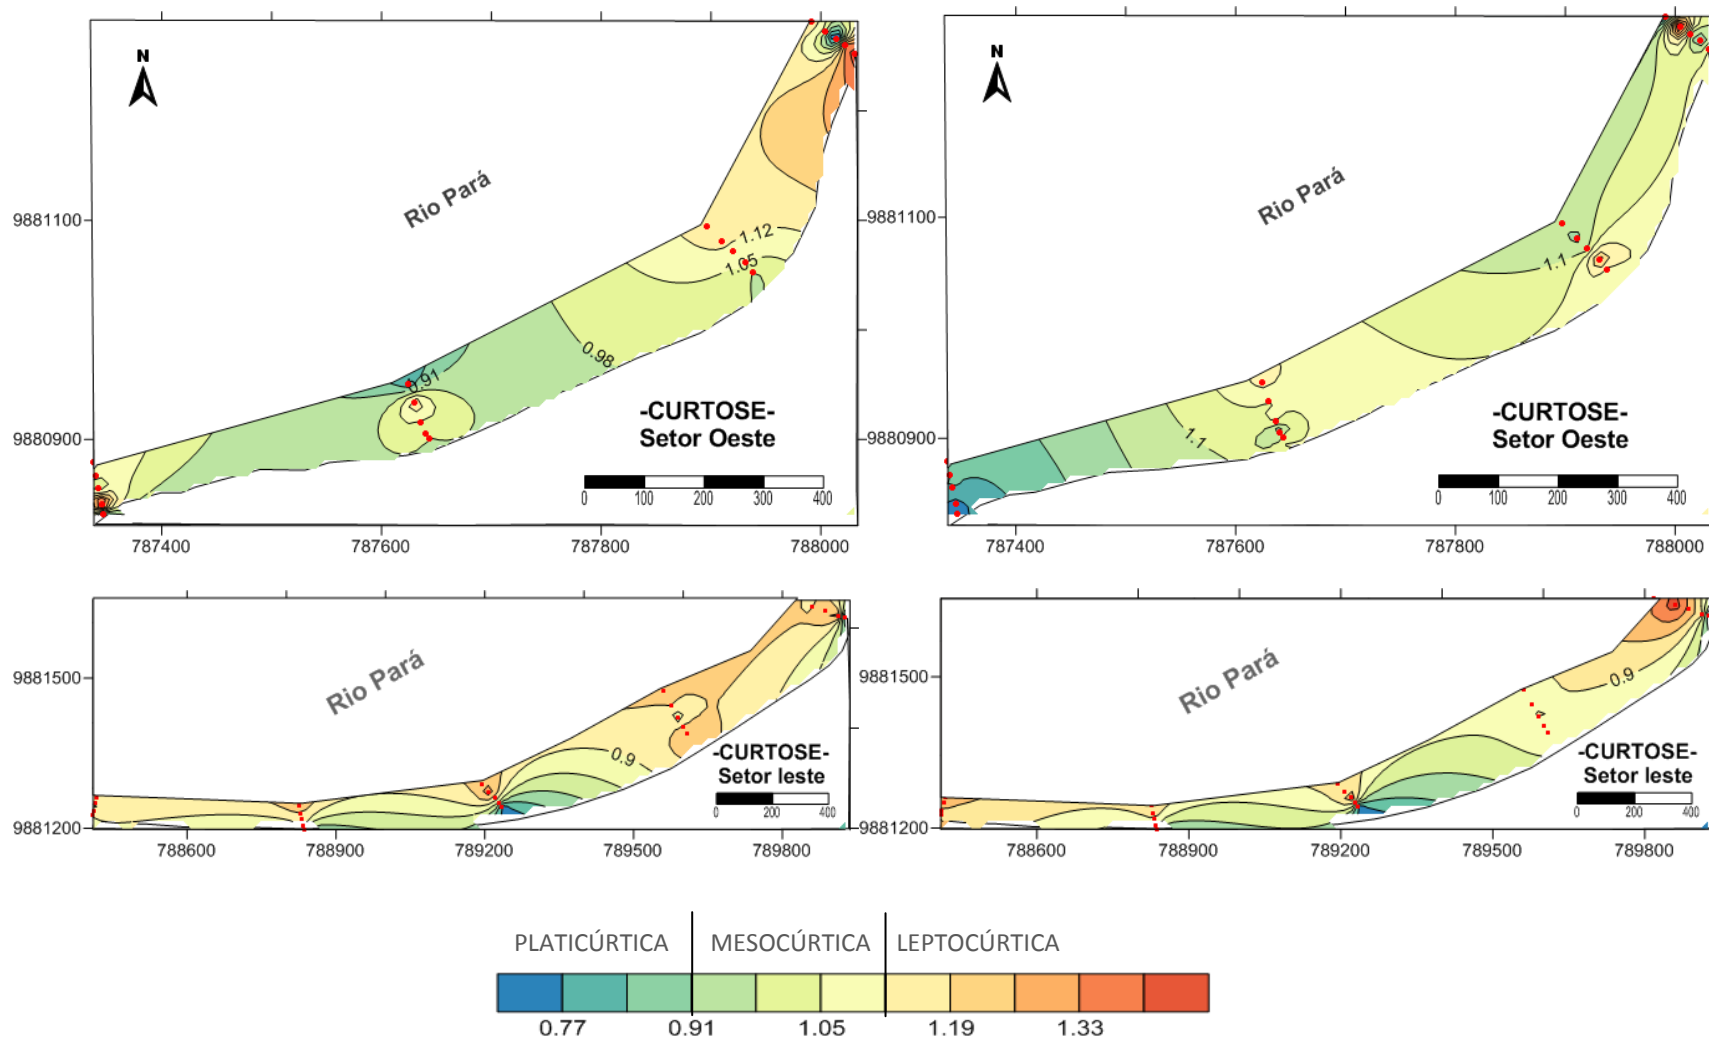 N
Rio Pará
9881100
9880900
1.12
1.05
0.98
0.91
-CURTOSE-
Setor Oeste
0 100 200 300 400
787400 787600 787800 788000
N
Rio Pará
9881100
9880900
1.1
1.1
-CURTOSE-
Setor Oeste
0 100 200 300 400
787400 787600 787800 788000
Rio Pará
9881500
9881200
0.9
-CURTOSE-
Setor leste
0 200 400
788600 788900 789200 789500 789800
Rio Pará
9881500
9881200
0.9
-CURTOSE-
Setor leste
0 200 400
788600 788900 789200 789500 789800
PLATICÚRTICA MESOCÚRTICA LEPTOCÚRTICA
0.77 0.91 1.05 1.19 1.33